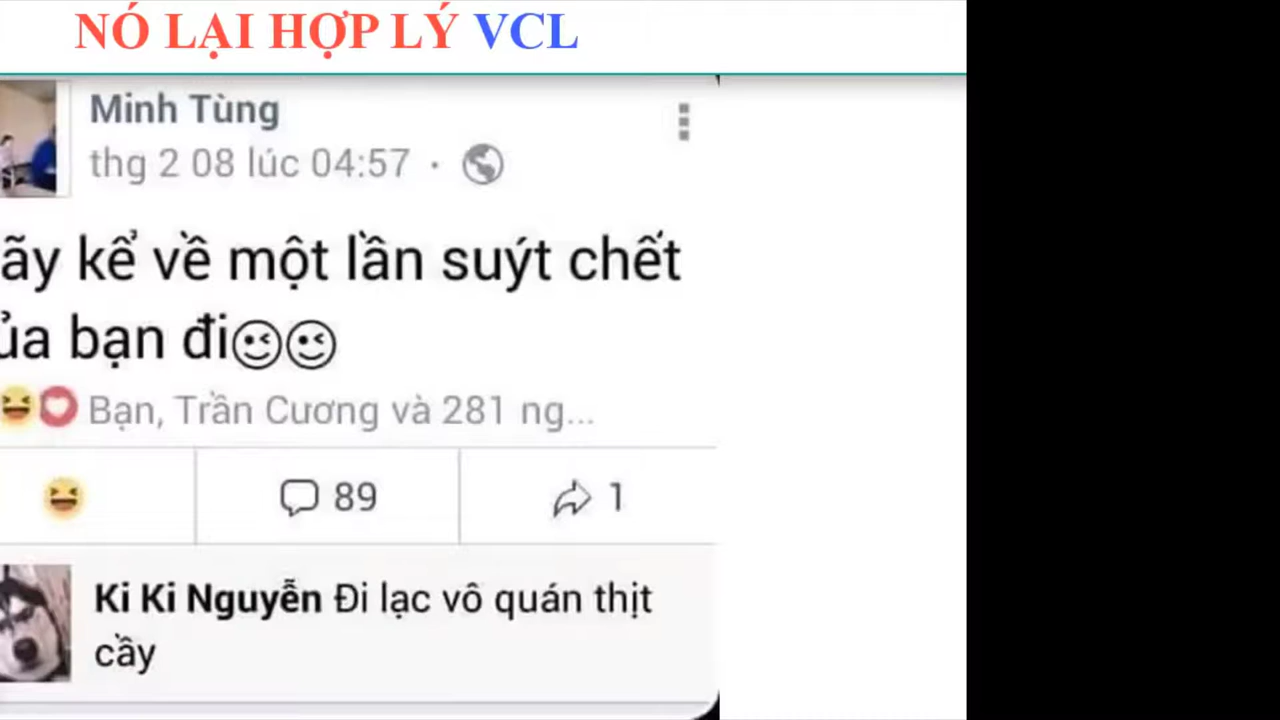 NÓ LẠI HỢP LÝ VCL
Minh Tùng
thg 2 08 lúc 04:57 ·
ãy kể về một lần suýt chết
ủa bạn đi
Bạn, Trần Cương và 281 ng...
89
1
Ki Ki Nguyễn Đi lạc vô quán thịt
cầy